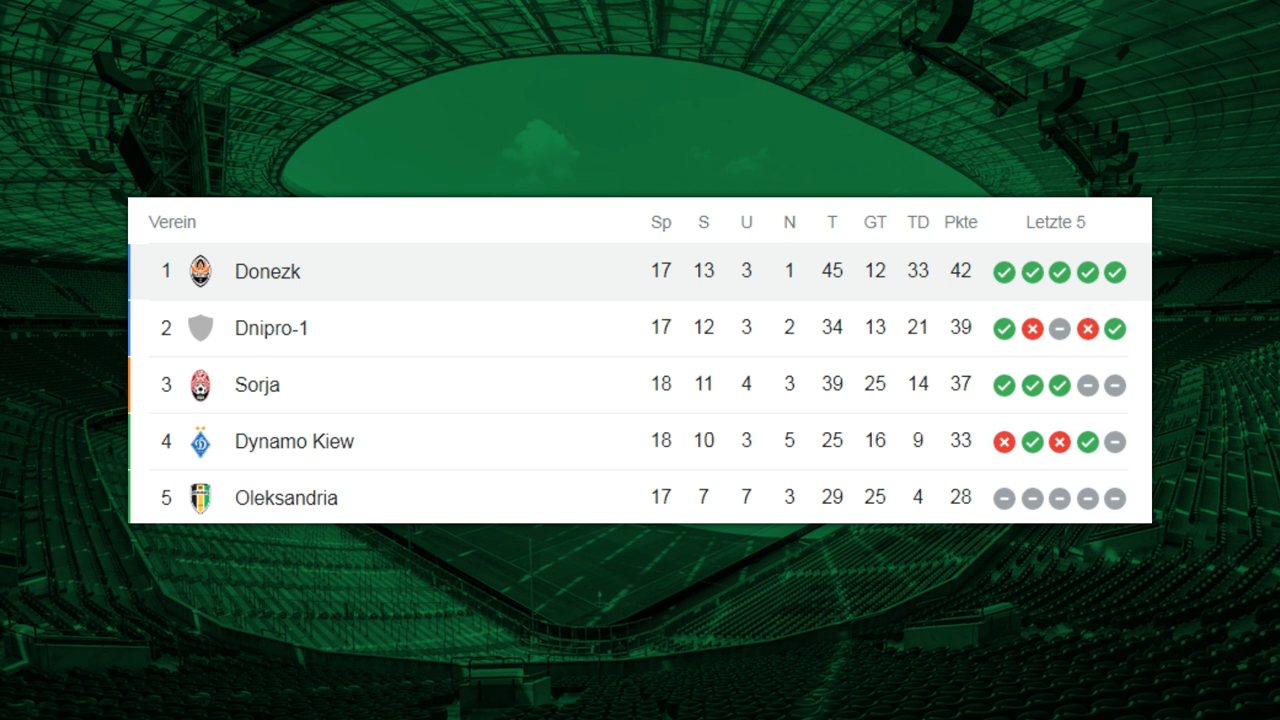 Verein Sp S U N T GT TD Pkte Letzte 5
1 Donezk 17 13 3 1 45 12 33 42
2 Dnipro-1 17 12 3 2 34 13 21 39
3 Sorja 18 11 4 3 39 25 14 37
4 Dynamo Kiew 18 10 3 5 25 16 9 33
5 Oleksandria 17 7 7 3 29 25 4 28